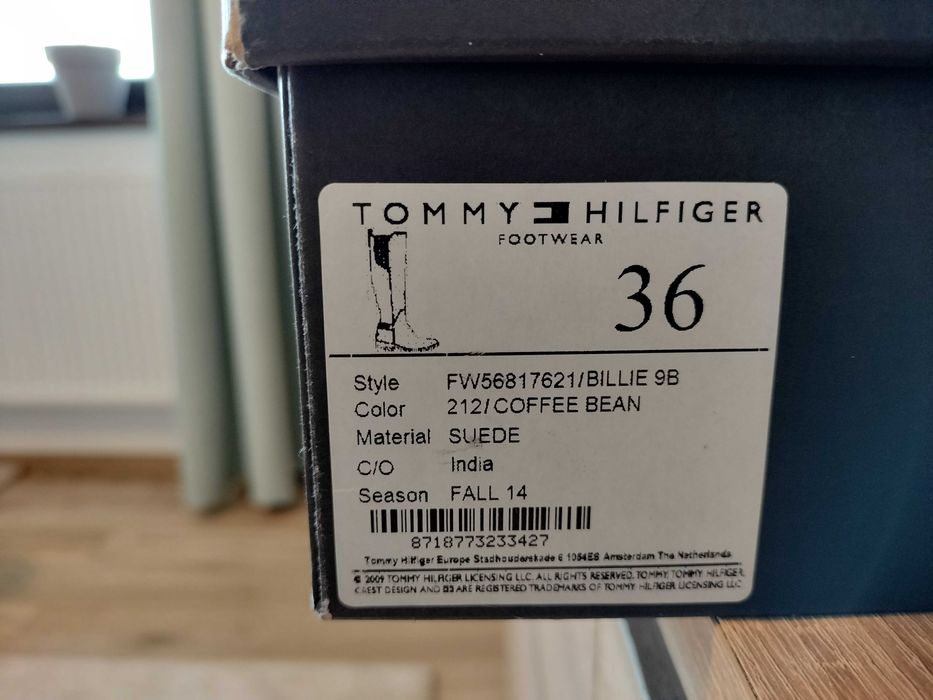 TOMMY HILFIGER
FOOTWEAR
36
Style FW56817621/BILLIE 9B
Color 212/COFFEE BEAN
Material SUEDE
C/O India
Season FALL 14
8718773233427
Tommy Hilfiger Europe Stadhouderskade 6 1054ES Amsterdam The Netherlands
© 2009 TOMMY HILFIGER LICENSING LLC. ALL RIGHTS RESERVED. TOMMY, TOMMY HILFIGER,
CREST DESIGN AND ARE REGISTERED TRADEMARKS OF TOMMY HILFIGER LICENSING LLC